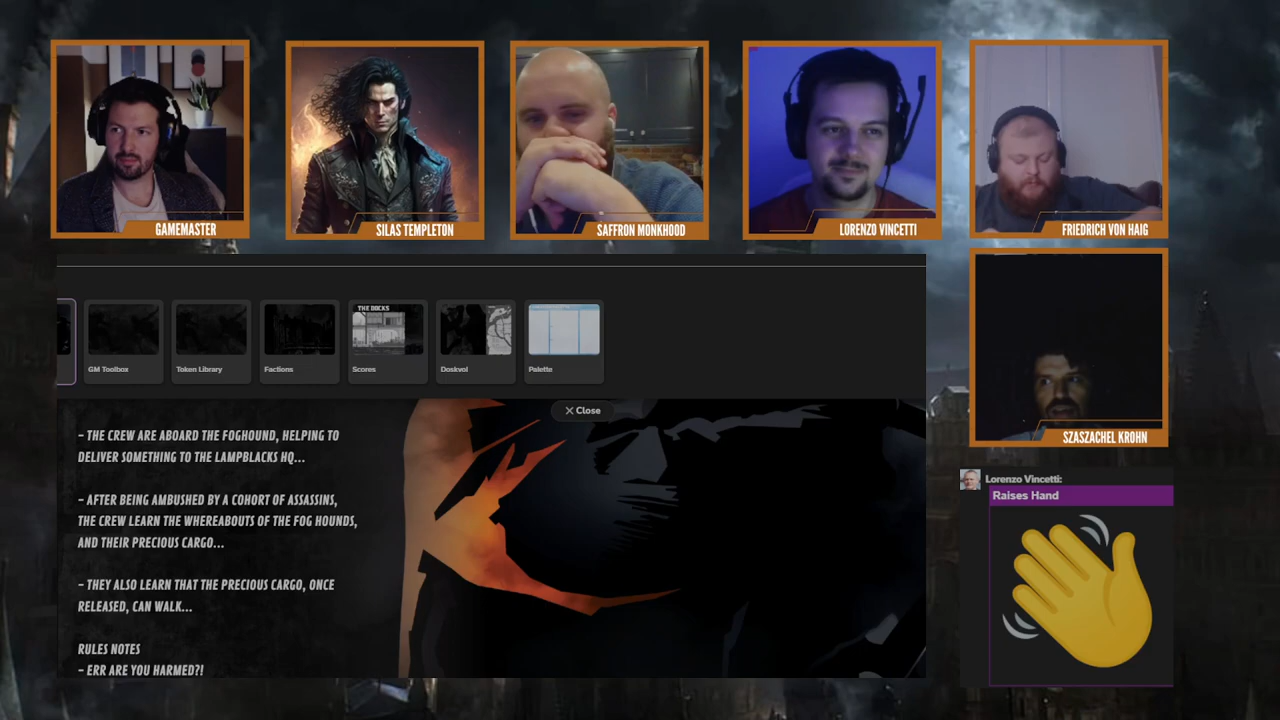 GAMEMASTER
SILAS TEMPLETON
SAFFRON MONKHOOD
LORENZO VINCETTI
FRIEDRICH VON HAIG
SZASZACHEL KROHN
THE DOCKS
GM Toolbox
Token Library
Factions
Scores
Doskvol
Palette
Close
- THE CREW ARE ABOARD THE FOGHOUND, HELPING TO
DELIVER SOMETHING TO THE LAMPBLACKS HQ...
- AFTER BEING AMBUSHED BY A COHORT OF ASSASSINS,
THE CREW LEARN THE WHEREABOUTS OF THE FOG HOUNDS,
AND THEIR PRECIOUS CARGO...
- THEY ALSO LEARN THAT THE PRECIOUS CARGO, ONCE
RELEASED, CAN WALK...
RULES NOTES
- ERR ARE YOU HARMED?!
Lorenzo Vincetti:
Raises Hand